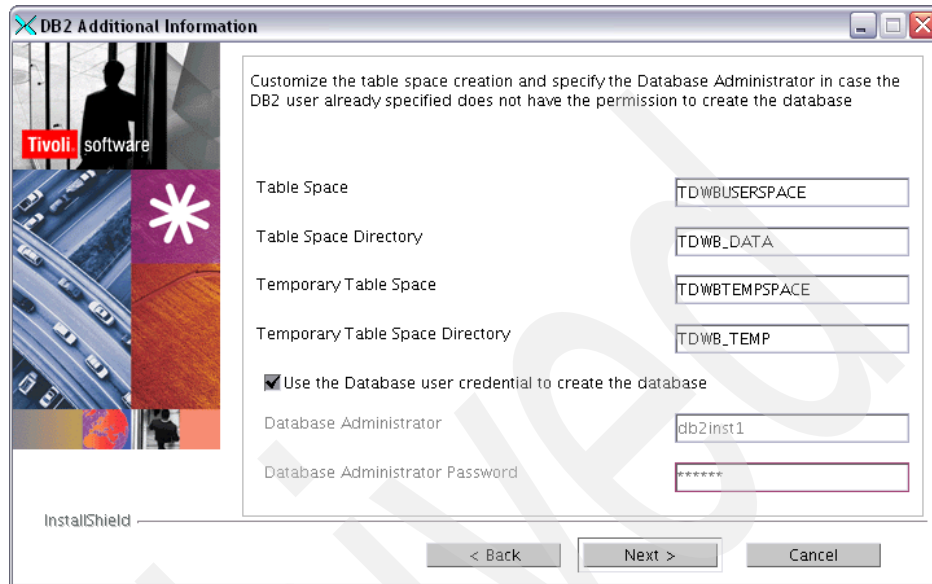 DB2 Additional Information
Tivoli. software
Customize the table space creation and specify the Database Administrator in case the
DB2 user already specified does not have the permission to create the database
Table Space
TDWBUSERSPACE
Table Space Directory
TDWB_DATA
Temporary Table Space
TDWBTEMPSPACE
Temporary Table Space Directory
TDWB_TEMP
Use the Database user credential to create the database
Database Administrator
db2inst1
Database Administrator Password
******
InstallShield
< Back
Next >
Cancel